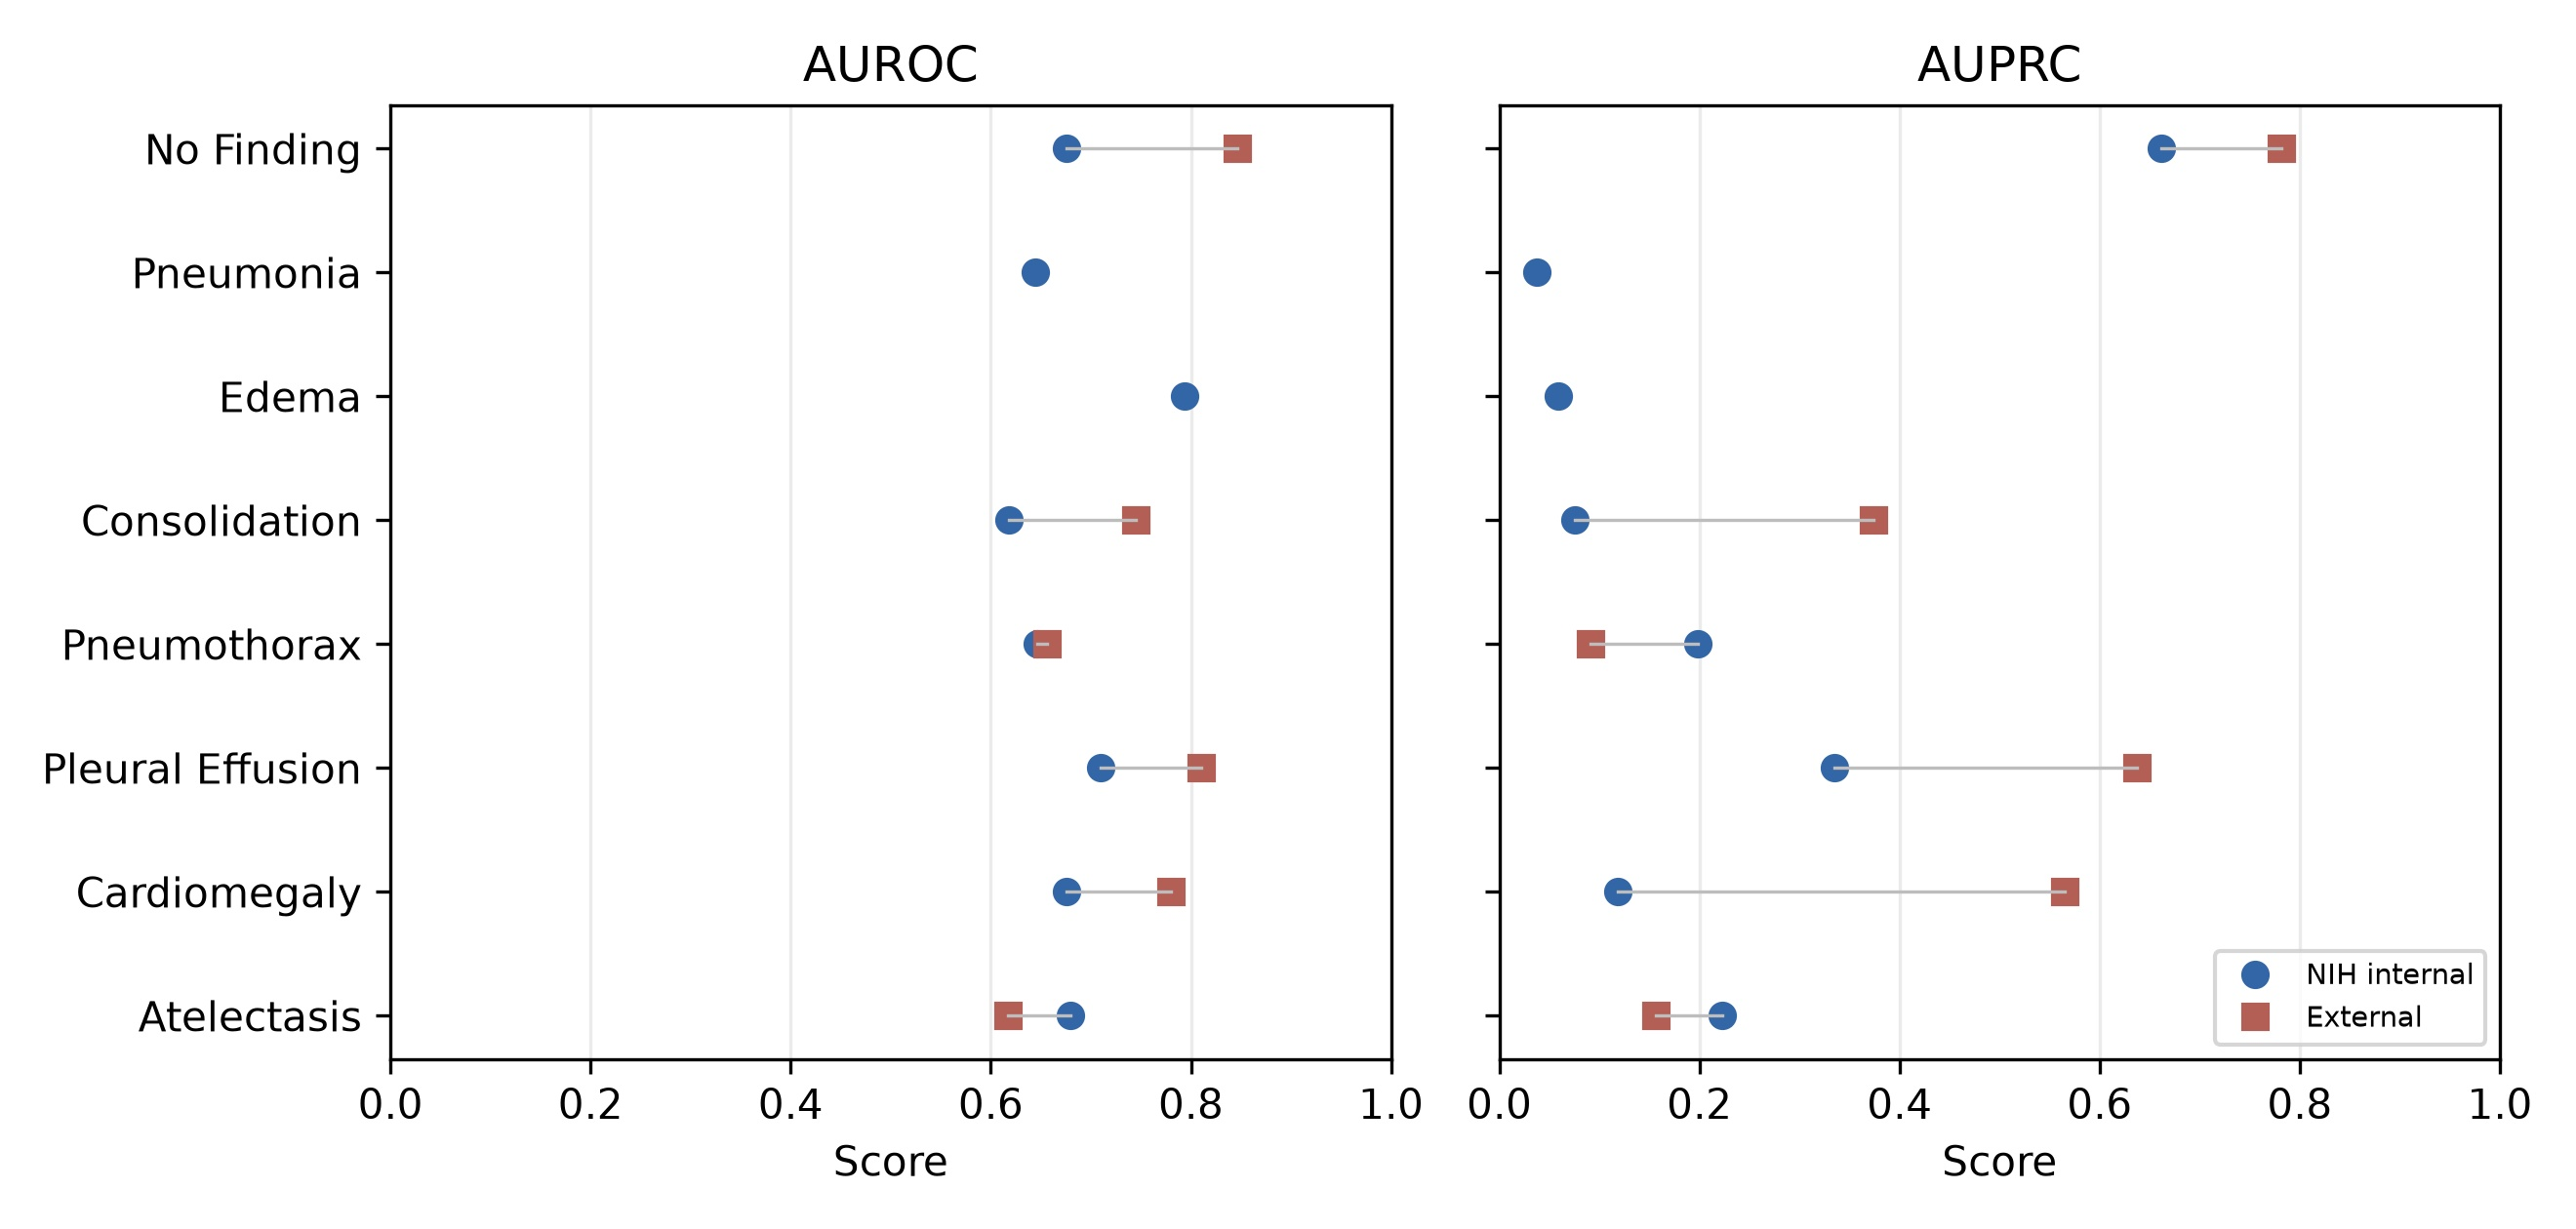 AUROC
AUPRC
No Finding
Pneumonia
Edema
Consolidation
Pneumothorax
Pleural Effusion
Cardiomegaly
Atelectasis
NIH internal
External
0.0 0.2 0.4 0.6 0.8 1.0
0.0 0.2 0.4 0.6 0.8 1.0
Score
Score